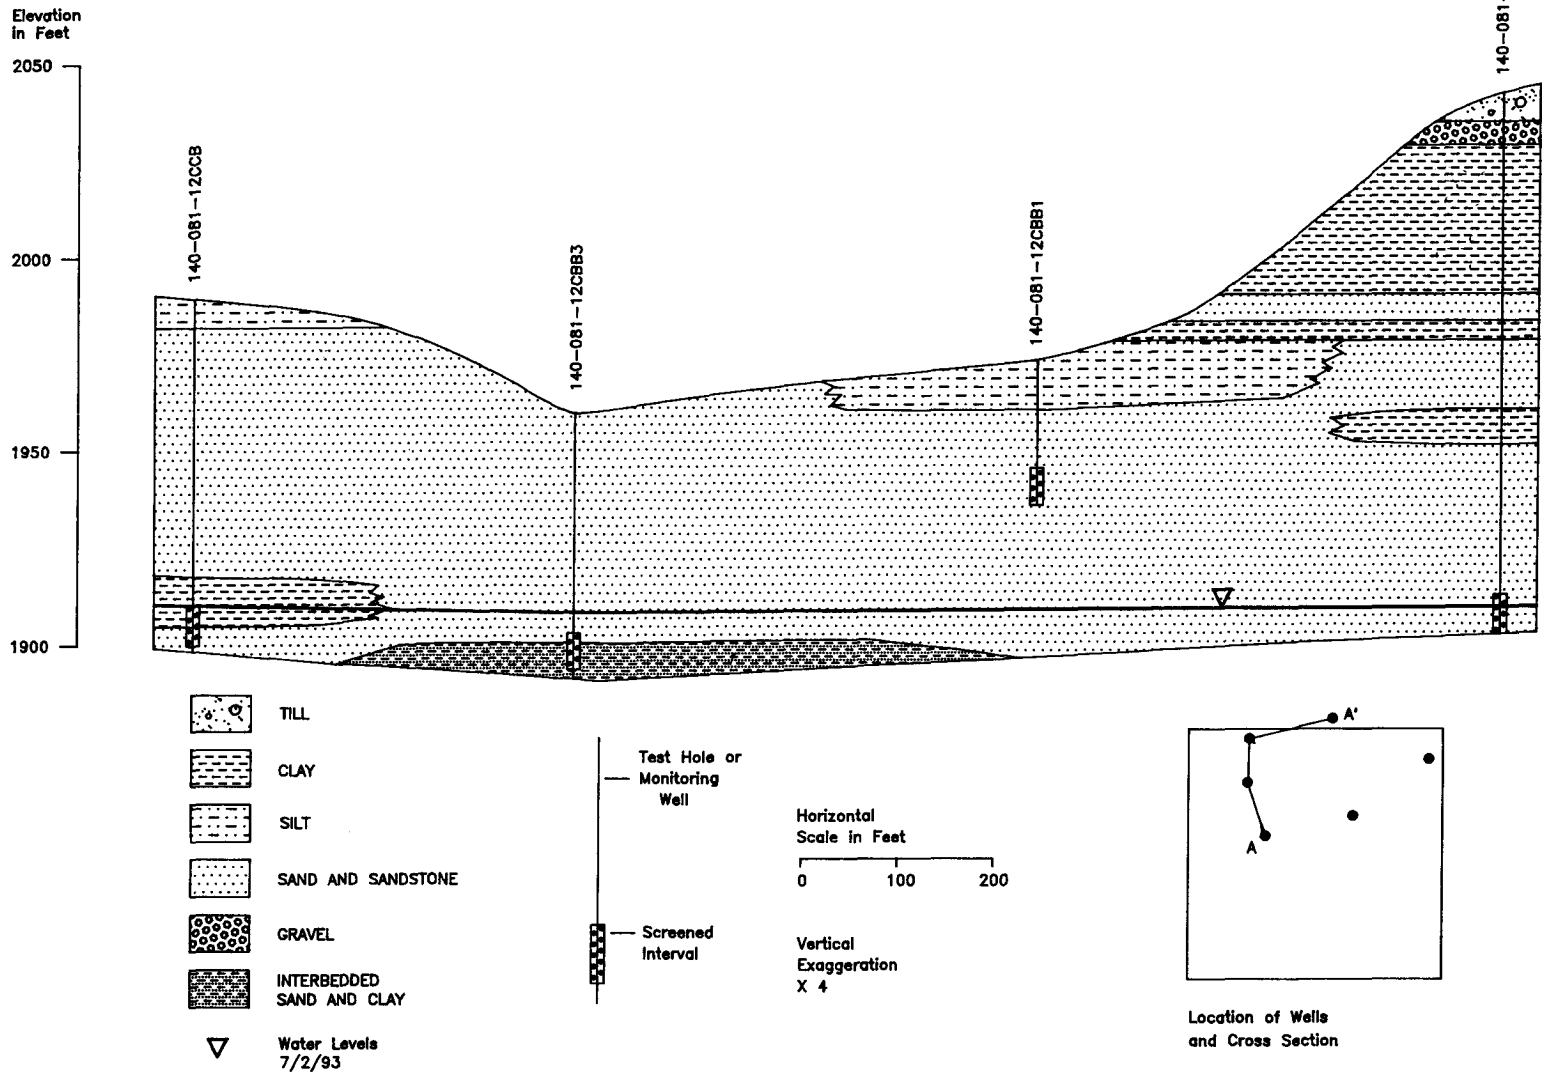 Elevation
in Feet
2050
2000
1950
1900
140-081-12CCB
140-081-12CBB3
140-081-12CBB1
140-081-
TILL
CLAY
SILT
SAND AND SANDSTONE
GRAVEL
INTERBEDDED
SAND AND CLAY
Water Levels
7/2/93
Test Hole or
Monitoring
Well
Screened
Interval
Horizontal
Scale in Feet
0 100 200
Vertical
Exaggeration
X 4
A'
A
Location of Wells
and Cross Section